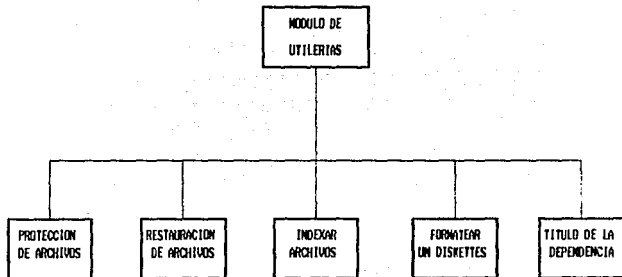 MODULO DE
UTILERIAS
PROTECCION
DE ARCHIVOS
RESTAURACION
DE ARCHIVOS
INDEXAR
ARCHIVOS
FORMATEAR
UN DISKETTES
TITULO DE LA
DEPENDENCIA